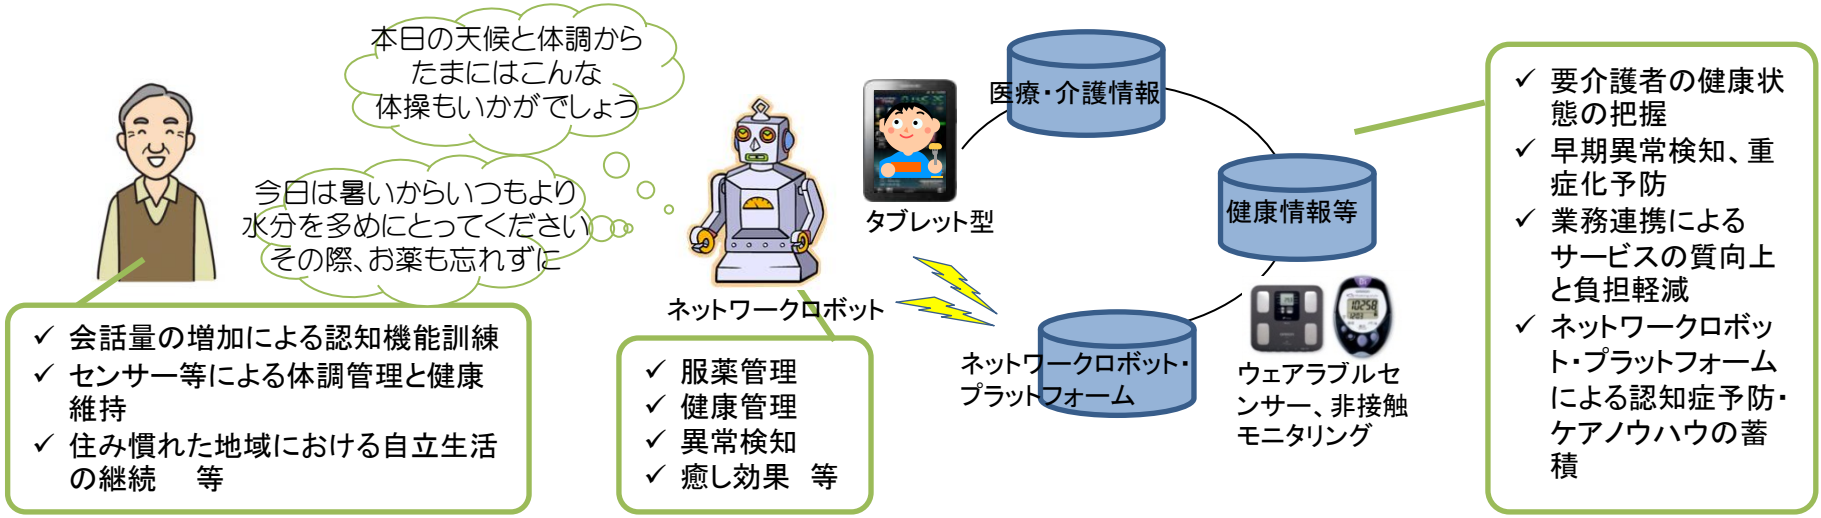 本日の天候と体調から
たまにはこんな
体操もいかがでしょう
今日は暑いからいつもより
水分を多めにとってください
その際、お薬も忘れずに
✓ 会話量の増加による認知機能訓練
✓ センサー等による体調管理と健康
維持
✓ 住み慣れた地域における自立生活
の継続 等
ネットワークロボット
✓ 服薬管理
✓ 健康管理
✓ 異常検知
✓ 癒し効果 等
タブレット型
医療・介護情報
健康情報等
ネットワークロボット・
プラットフォーム
ウェアラブルセ
ンサー、非接触
モニタリング
✓ 要介護者の健康状
態の把握
✓ 早期異常検知、重
症化予防
✓ 業務連携による
サービスの質向上
と負担軽減
✓ ネットワークロボッ
ト・プラットフォーム
による認知症予防・
ケアノウハウの蓄
積